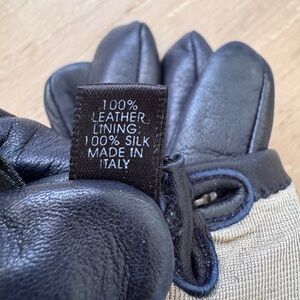 100%
LEATHER
LINING
100% SILK
MADE IN
ITALY